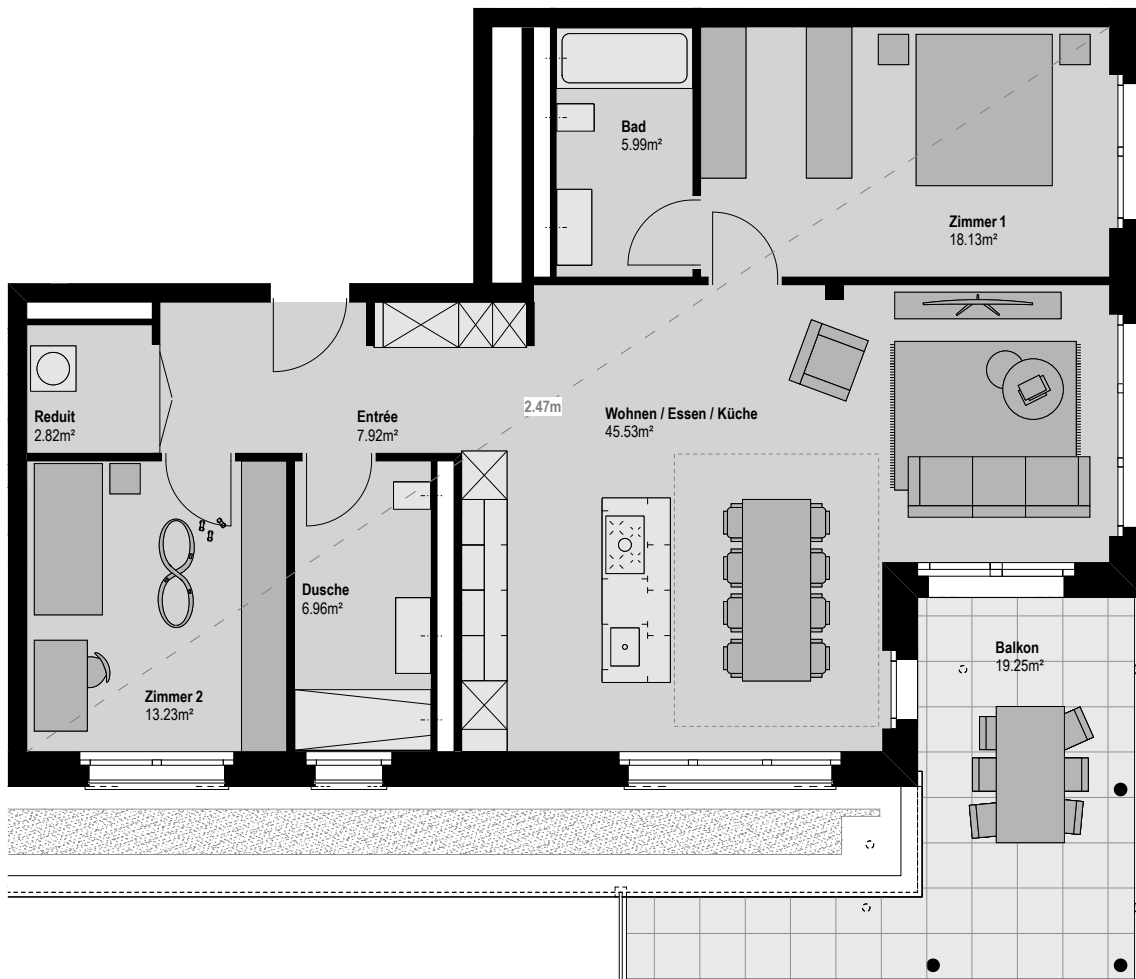 Bad
5.99m²
Zimmer 1
18.13m²
Reduit
2.82m²
Entrée
7.92m²
2.47m
Wohnen / Essen / Küche
45.53m²
Dusche
6.96m²
Zimmer 2
13.23m²
Balkon
19.25m²